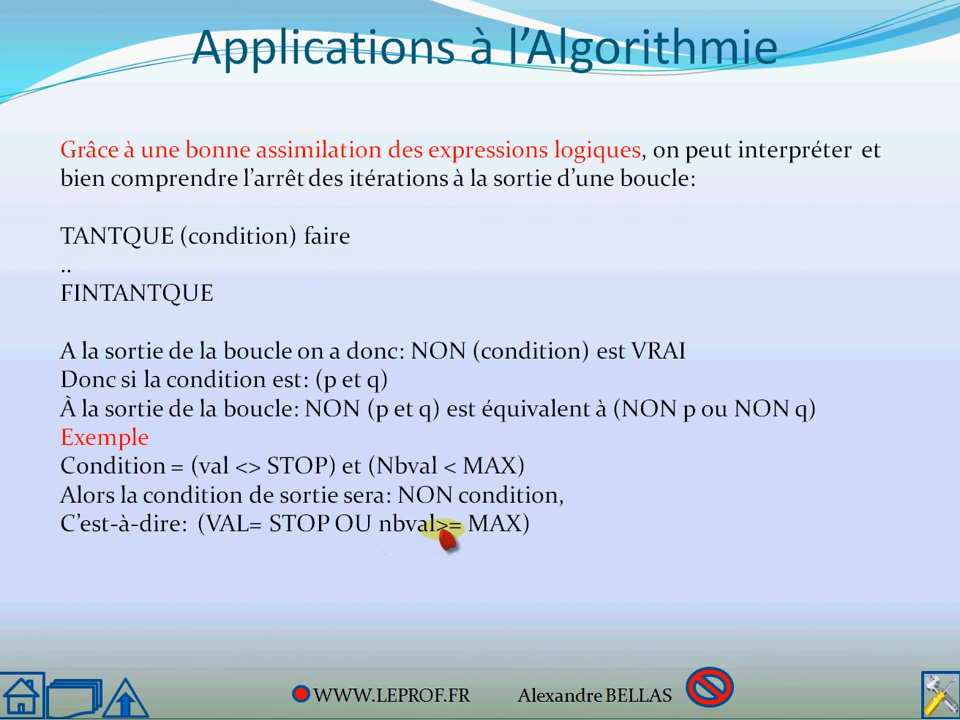 Applications à l’Algorithmie
Grâce à une bonne assimilation des expressions logiques, on peut interpréter et
bien comprendre l’arrêt des itérations à la sortie d’une boucle:
TANTQUE (condition) faire
..
FINTANTQUE
A la sortie de la boucle on a donc: NON (condition) est VRAI
Donc si la condition est: (p et q)
À la sortie de la boucle: NON (p et q) est équivalent à (NON p ou NON q)
Exemple
Condition = (val <> STOP) et (Nbval < MAX)
Alors la condition de sortie sera: NON condition,
C’est-à-dire: (VAL= STOP OU nbval>= MAX)
WWW.LEPROF.FR Alexandre BELLAS